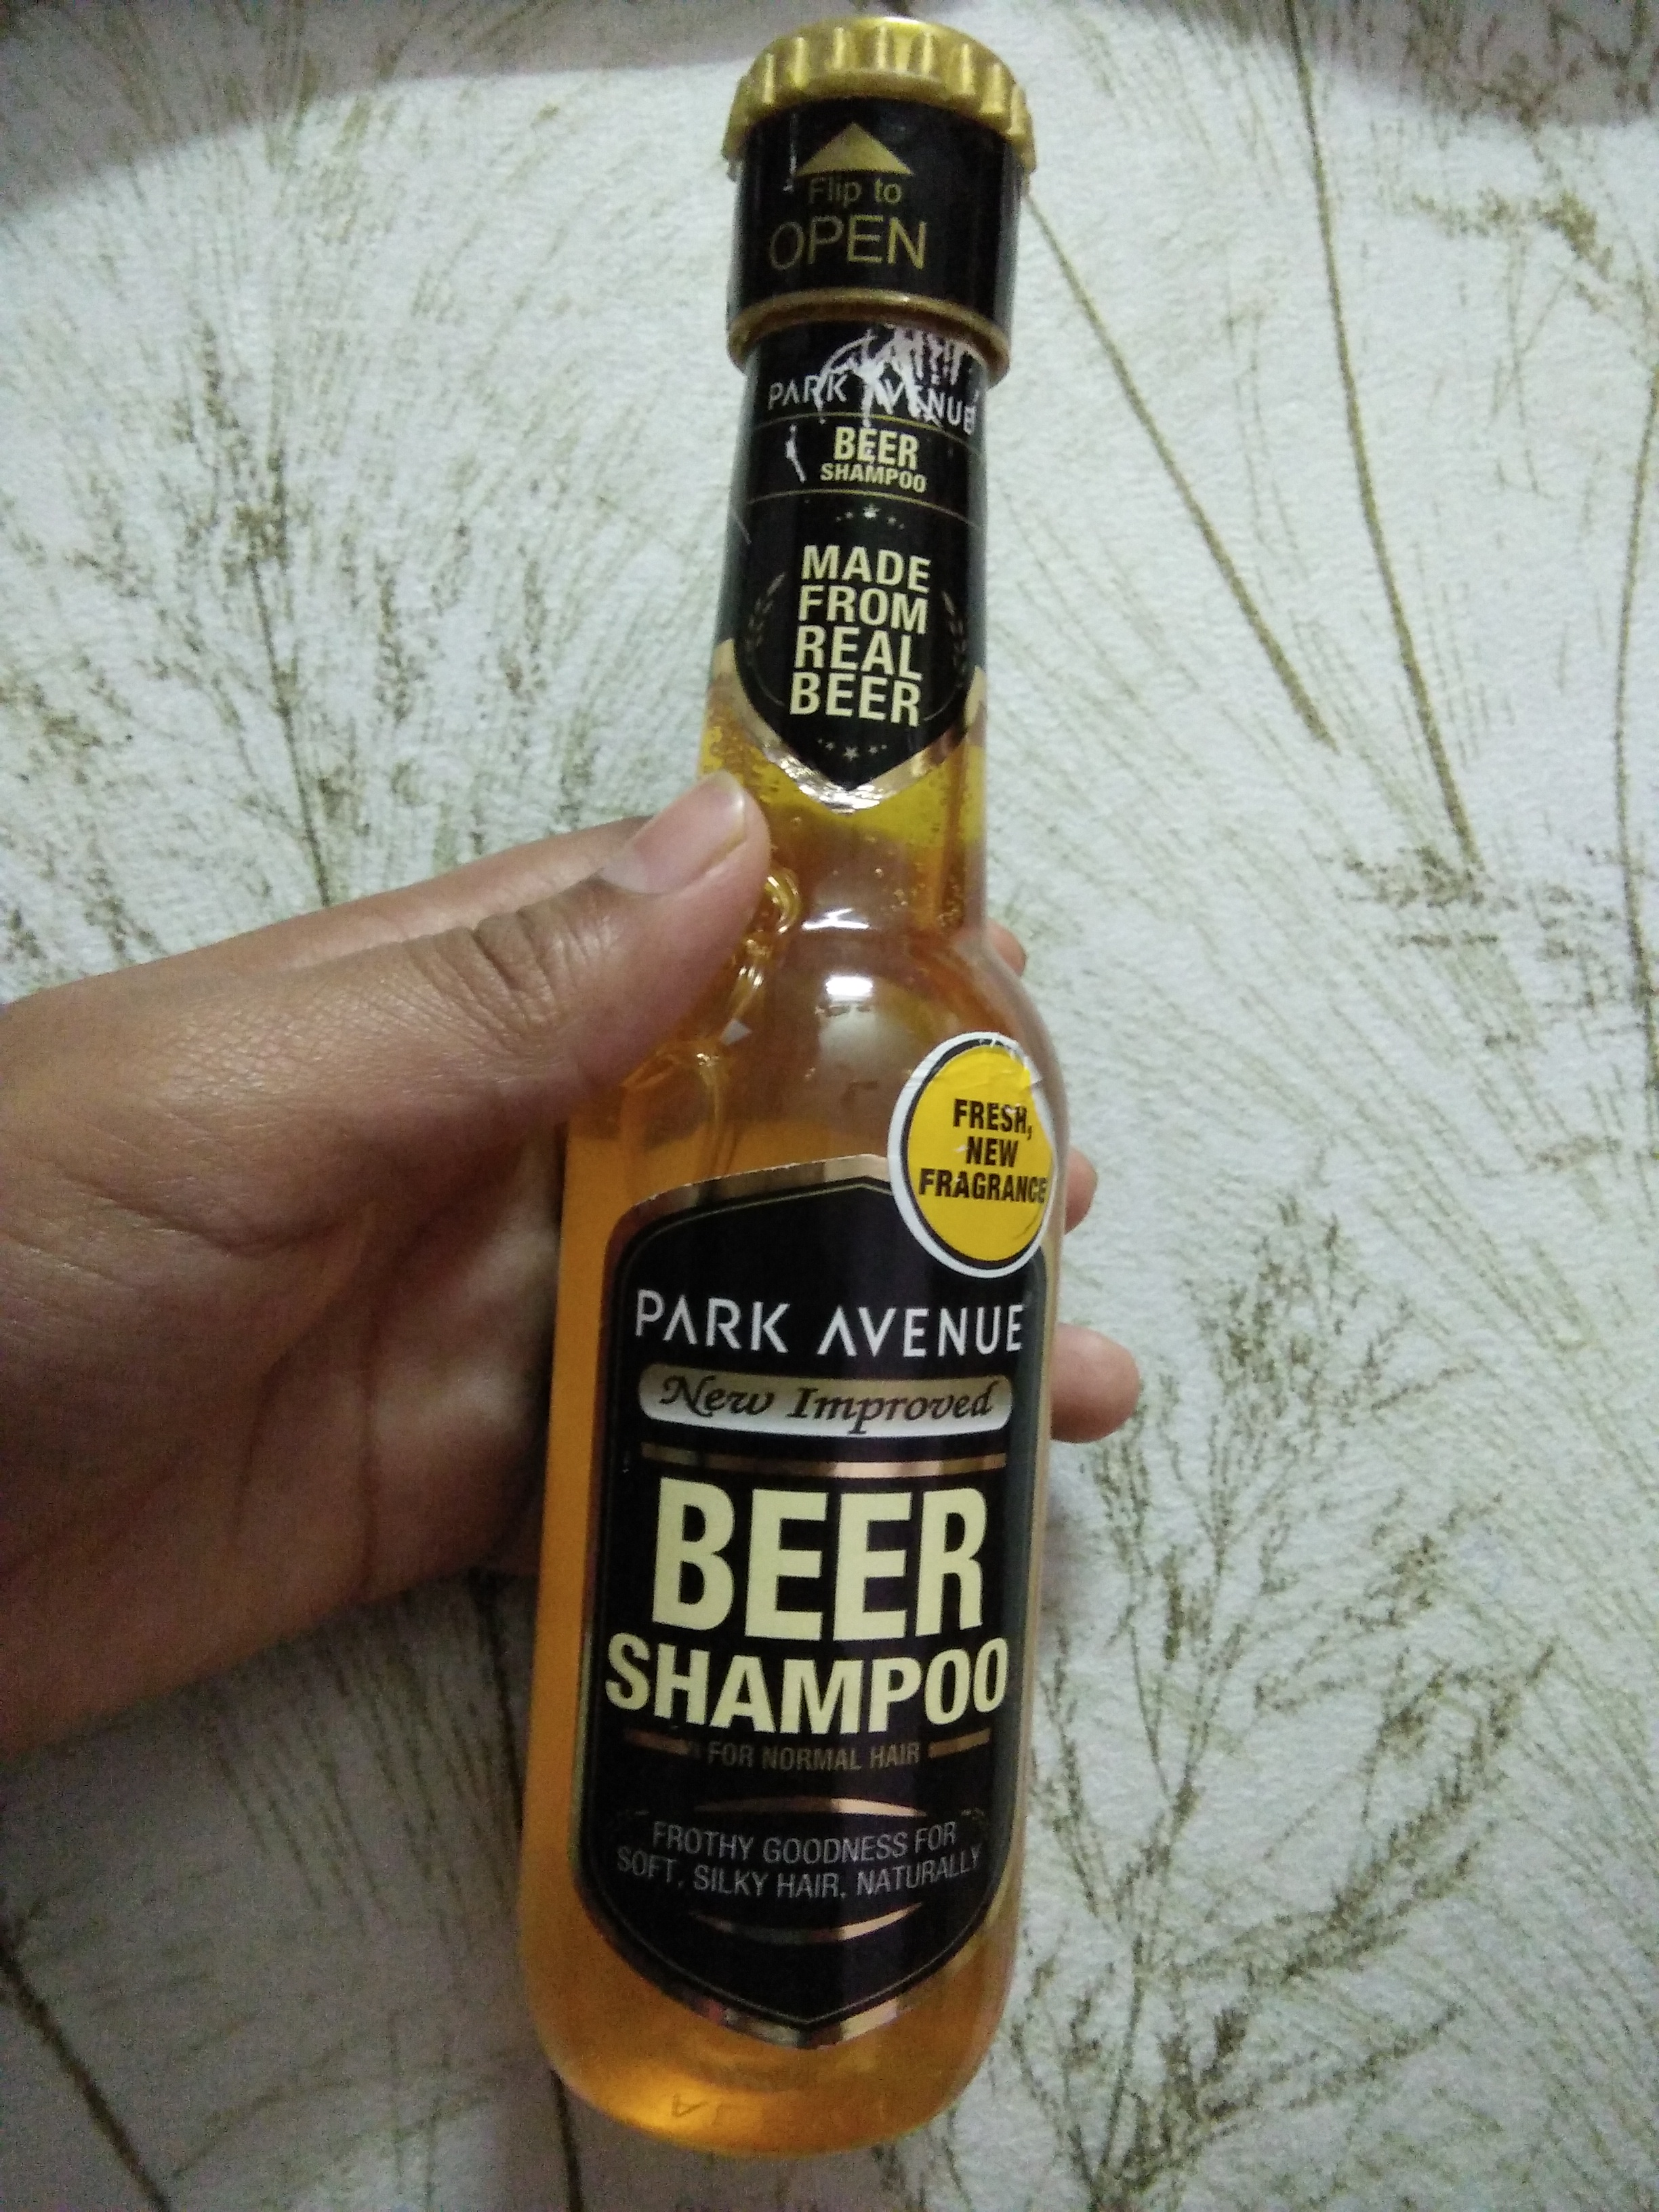 Flip to
OPEN
PARK AVENUE
BEER
SHAMPOO
MADE
FROM
REAL
BEER
FRESH,
NEW
FRAGRANCE
PARK AVENUE
New Improved
BEER
SHAMPOO
FOR NORMAL HAIR
FROTHY GOODNESS FOR
SOFT, SILKY HAIR. NATURALLY